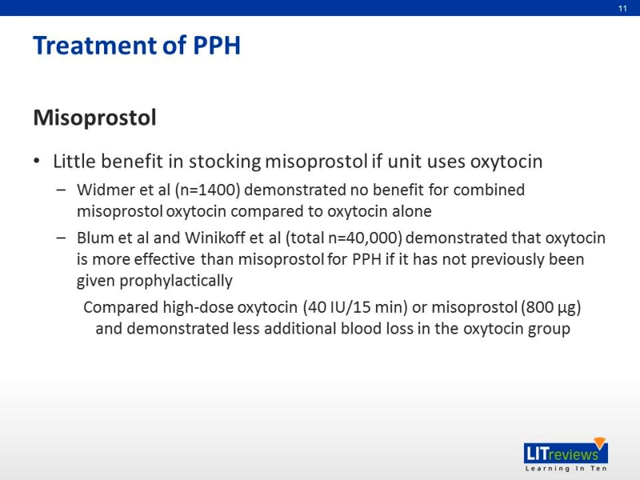 11
Treatment of PPH
Misoprostol
• Little benefit in stocking misoprostol if unit uses oxytocin
– Widmer et al (n=1400) demonstrated no benefit for combined
misoprostol oxytocin compared to oxytocin alone
– Blum et al and Winikoff et al (total n=40,000) demonstrated that oxytocin
is more effective than misoprostol for PPH if it has not previously been
given prophylactically
Compared high-dose oxytocin (40 IU/15 min) or misoprostol (800 µg)
and demonstrated less additional blood loss in the oxytocin group
LITreviews
Learning In Ten